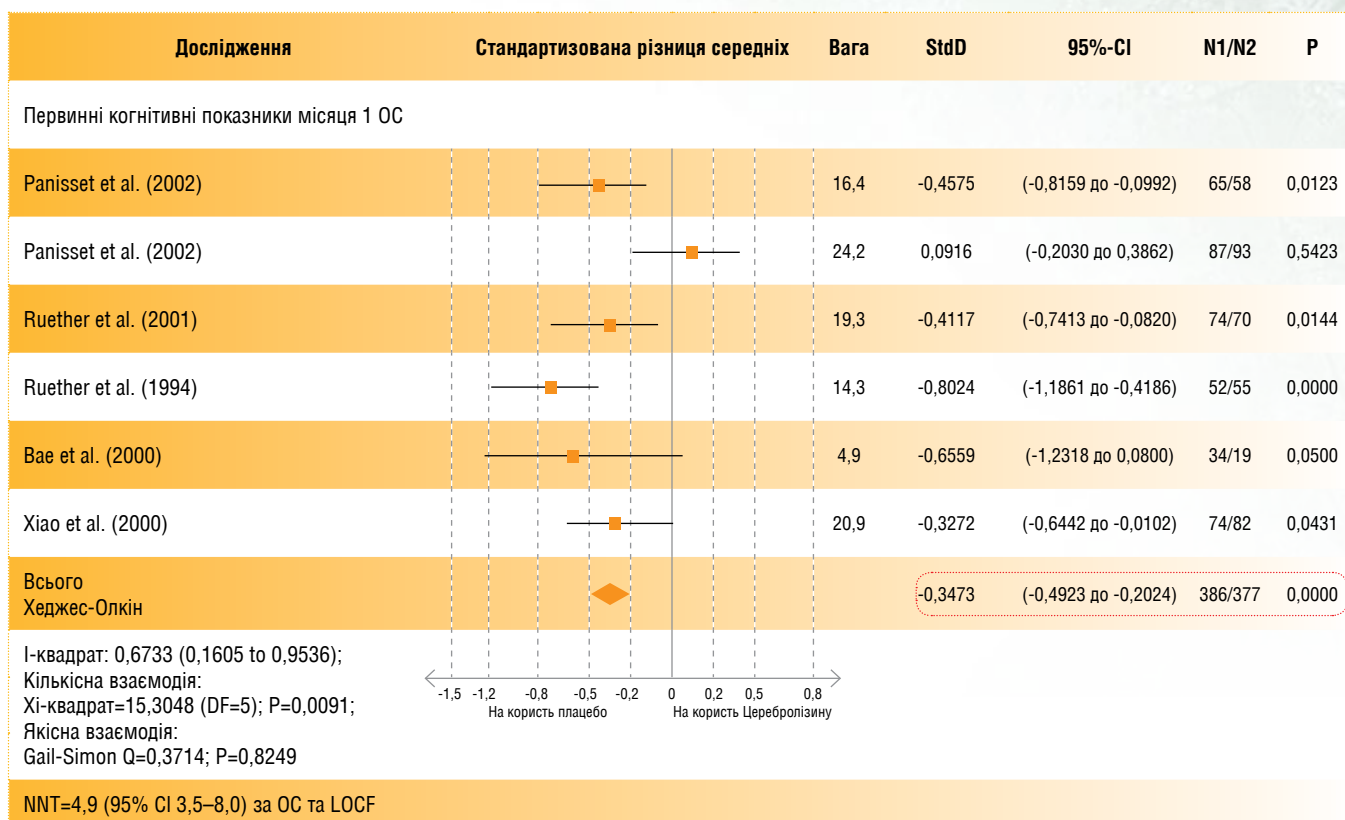 Дослідження Стандартизована різниця середніх Вага StdD 95%-CI N1/N2 P
Первинні когнітивні показники місяця 1 ОС
Panisset et al. (2002) 16,4 -0,4575 (-0,8159 до -0,0992) 65/58 0,0123
Panisset et al. (2002) 24,2 0,0916 (-0,2030 до 0,3862) 87/93 0,5423
Ruether et al. (2001) 19,3 -0,4117 (-0,7413 до -0,0820) 74/70 0,0144
Ruether et al. (1994) 14,3 -0,8024 (-1,1861 до -0,4186) 52/55 0,0000
Bae et al. (2000) 4,9 -0,6559 (-1,2318 до 0,0800) 34/19 0,0500
Xiao et al. (2000) 20,9 -0,3272 (-0,6442 до -0,0102) 74/82 0,0431
Всього
Хеджес-Олкін -0,3473 (-0,4923 до -0,2024) 386/377 0,0000
І-квадрат: 0,6733 (0,1605 to 0,9536);
Кількісна взаємодія:
Хі-квадрат=15,3048 (DF=5); P=0,0091;
Якісна взаємодія:
Gail-Simon Q=0,3714; P=0,8249
-1,5 -1,2 -0,8 -0,5 -0,2 0 0,2 0,5 0,8
На користь плацебо На користь Церебролізину
NNT=4,9 (95% CI 3,5–8,0) за ОС та LOCF